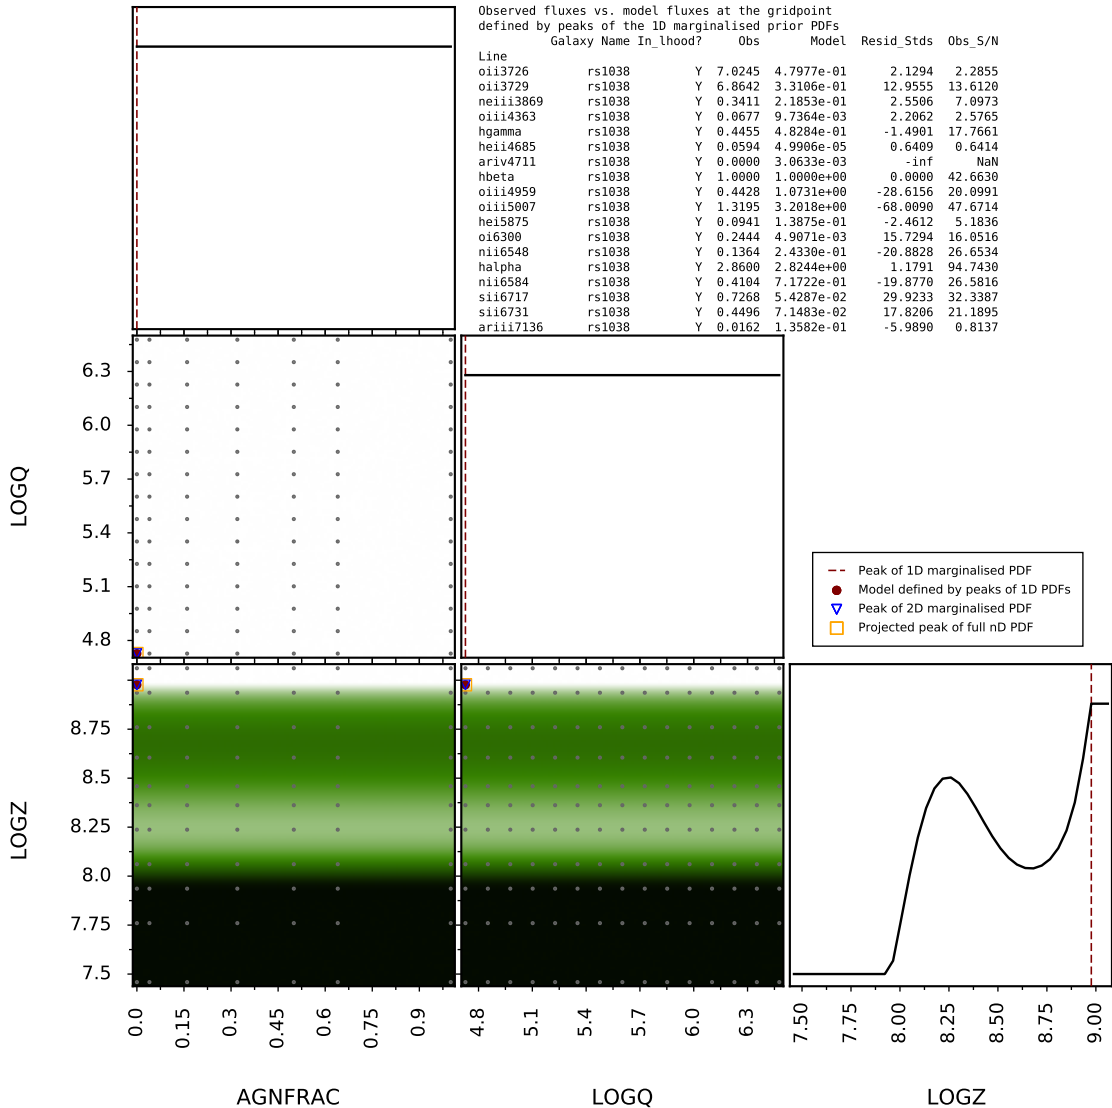 Observed fluxes vs. model fluxes at the gridpoint
defined by peaks of the 1D marginalised prior PDFs
Galaxy Name In_lhood? Obs Model Resid_Stds Obs_S/N
Line
oii3726 rs1038 Y 7.0245 4.7977e-01 2.1294 2.2855
oii3729 rs1038 Y 6.8642 3.3106e-01 12.9555 13.6120
neiii3869 rs1038 Y 0.3411 2.1853e-01 2.5506 7.0973
oiii4363 rs1038 Y 0.0677 9.7364e-03 2.2062 2.5765
hgamma rs1038 Y 0.4455 4.8284e-01 -1.4901 17.7661
heii4685 rs1038 Y 0.0594 4.9906e-05 0.6409 0.6414
ariv4711 rs1038 Y 0.0000 3.0633e-03 -inf NaN
hbeta rs1038 Y 1.0000 1.0000e+00 0.0000 42.6630
oiii4959 rs1038 Y 0.4428 1.0731e+00 -28.6156 20.0991
oiii5007 rs1038 Y 1.3195 3.2018e+00 -68.0090 47.6714
hei5875 rs1038 Y 0.0941 1.3875e-01 -2.4612 5.1836
oi6300 rs1038 Y 0.2444 4.9071e-03 15.7294 16.0516
nii6548 rs1038 Y 0.1364 2.4330e-01 -20.8828 26.6534
halpha rs1038 Y 2.8600 2.8244e+00 1.1791 94.7430
nii6584 rs1038 Y 0.4104 7.1722e-01 -19.8770 26.5816
sii6717 rs1038 Y 0.7268 5.4287e-02 29.9233 32.3387
sii6731 rs1038 Y 0.4496 7.1483e-02 17.8206 21.1895
ariii7136 rs1038 Y 0.0162 1.3582e-01 -5.9890 0.8137
LOGQ
6.3
6.0
5.7
5.4
5.1
4.8
Peak of 1D marginalised PDF
Model defined by peaks of 1D PDFs
Peak of 2D marginalised PDF
Projected peak of full nD PDF
LOGZ
8.75
8.5
8.25
8.0
7.75
7.5
0.0 0.15 0.3 0.45 0.6 0.75 0.9
4.8 5.1 5.4 5.7 6.0 6.3
7.50 7.75 8.00 8.25 8.50 8.75 9.00
AGNFRAC LOGQ LOGZ